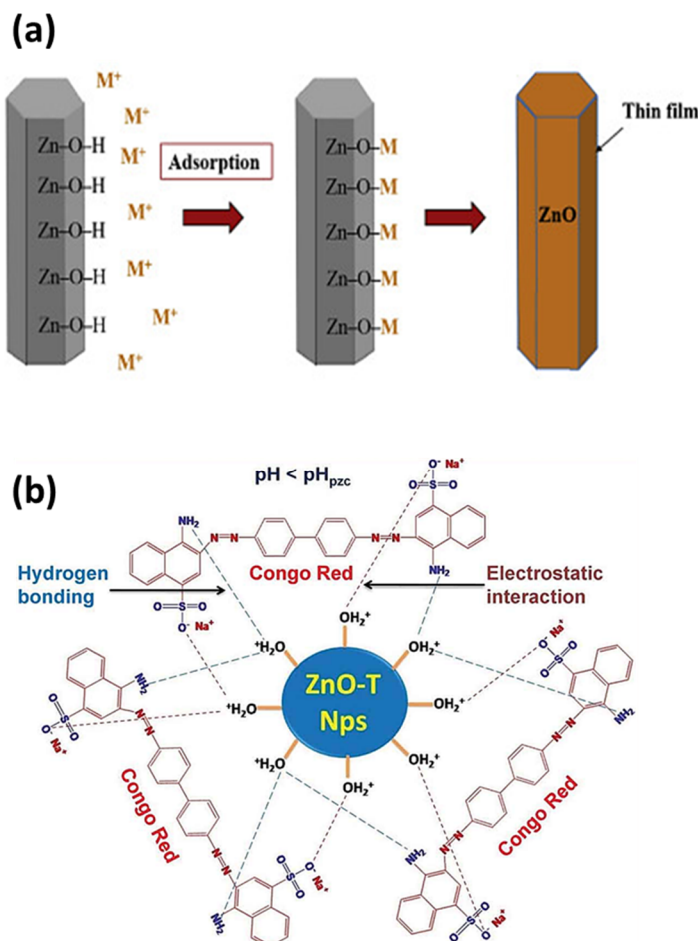 (a)
M⁺
M⁺
Zn–O–H
M⁺
Adsorption
Zn–O–M
Thin film
Zn–O–H
Zn–O–M
Zn–O–H
M⁺
Zn–O–M
ZnO
Zn–O–H
M⁺
Zn–O–M
Zn–O–H
M⁺
Zn–O–M
M⁺
(b)
pH < pHpzc
O⁻ Na⁺
O=S=O
NH₂
N=N
N=N
Hydrogen bonding
Congo Red
NH₂
Electrostatic interaction
O=S=O
O⁻ Na⁺
OH₂⁺
⁺H₂O
OH₂⁺
O⁻ Na⁺
O=S=O
NH₂
ZnO-T
Nps
⁺H₂O
OH₂⁺
O=S=O
O⁻ Na⁺
N=N
NH₂
N=N
⁺H₂O
OH₂⁺
OH₂⁺
Congo Red
Congo Red
N=N
N=N
NH₂
O=S=O
O⁻ Na⁺
NH₂
O=S=O
O⁻ Na⁺